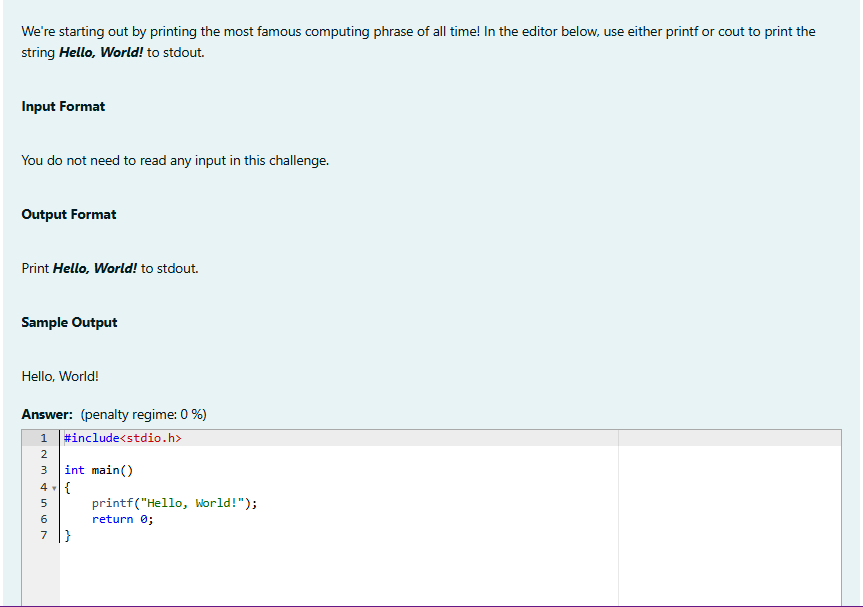 We're starting out by printing the most famous computing phrase of all time! In the editor below, use either printf or cout to print the
string Hello, World! to stdout.
Input Format
You do not need to read any input in this challenge.
Output Format
Print Hello, World! to stdout.
Sample Output
Hello, World!
Answer: (penalty regime: 0 %)
1 #include<stdio.h>
2
3 int main()
4 {
5     printf("Hello, World!");
6     return 0;
7 }